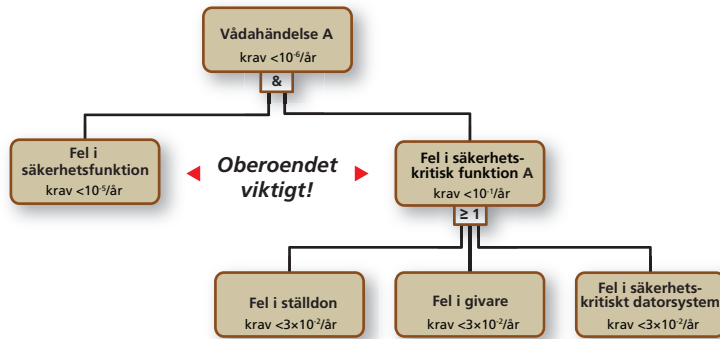 Vådahändelse A
krav <10⁻⁶/år
&
Fel i
säkerhetsfunktion
krav <10⁻⁵/år
Oberoendet
viktigt!
Fel i säkerhets-
kritisk funktion A
krav <10⁻¹/år
≥ 1
Fel i ställdon
krav <3×10⁻²/år
Fel i givare
krav <3×10⁻²/år
Fel i säkerhets-
kritiskt datorsystem
krav <3×10⁻²/år